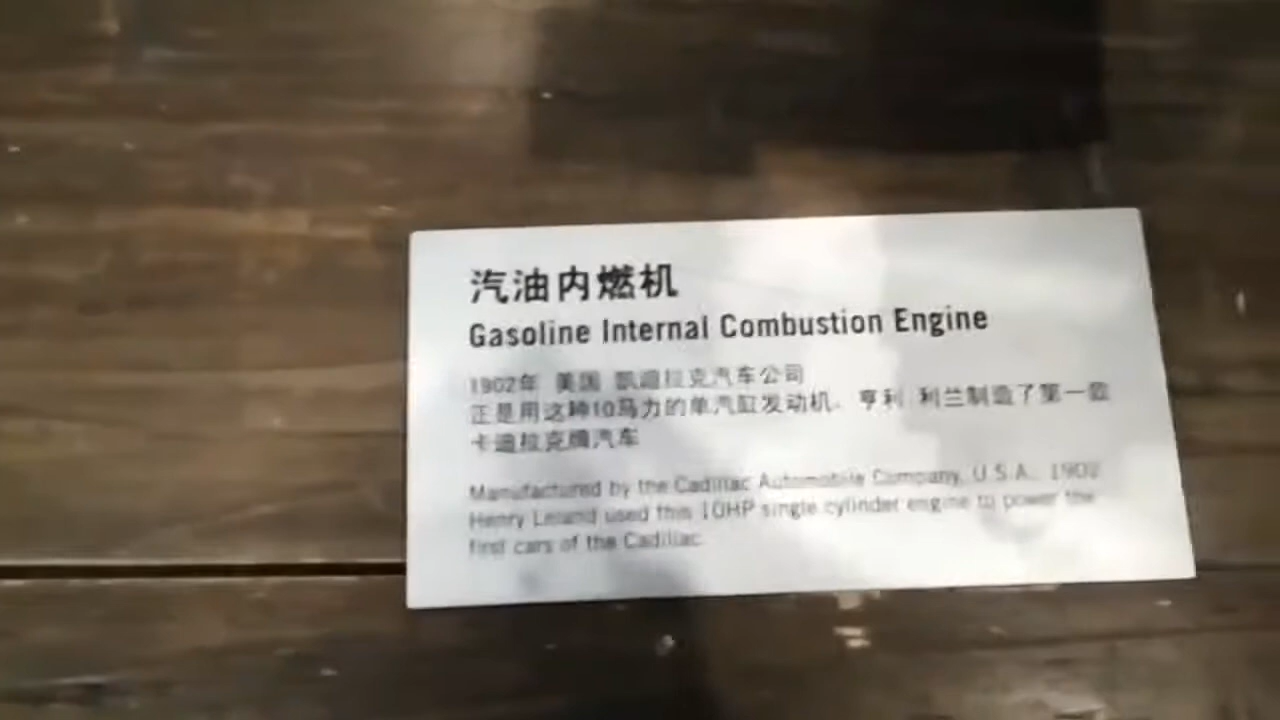 汽油内燃机
Gasoline Internal Combustion Engine
1902年 美国 凯迪拉克汽车公司
正是用这种10马力的单汽缸发动机，亨利·利兰制造了第一款
卡迪拉克牌汽车
Manufactured by the Cadillac Automobile Company, U.S.A., 1902
Henry Leland used this 10HP single cylinder engine to power the
first cars of the Cadillac.